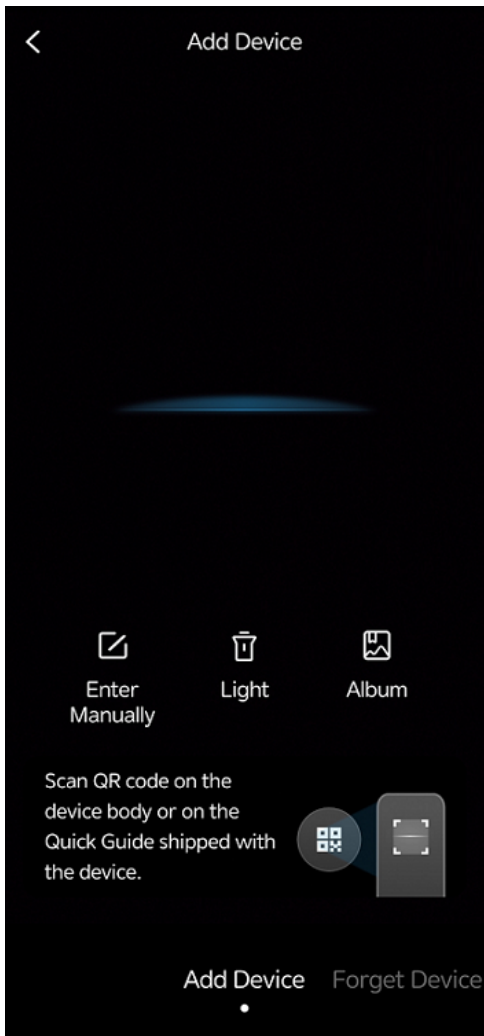 Add Device
Enter
Manually
Light
Album
Scan QR code on the
device body or on the
Quick Guide shipped with
the device.
Add Device
Forget Device